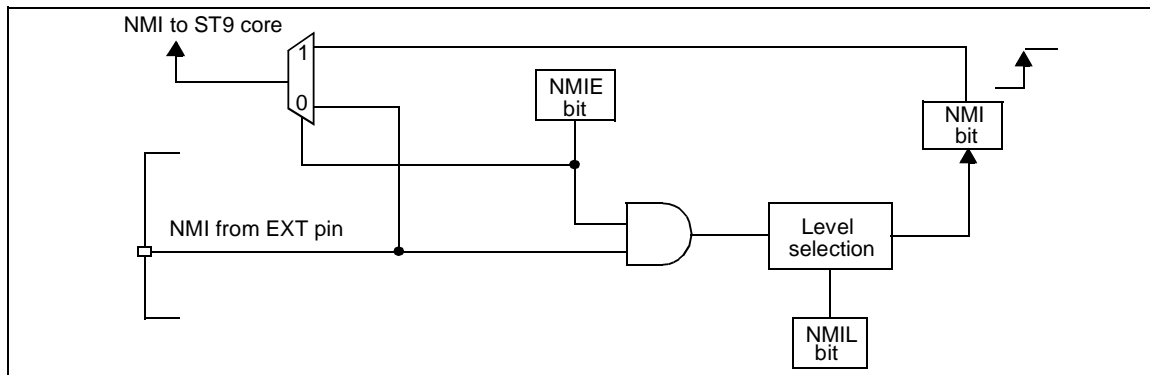 NMI to ST9 core
1
0
NMIE
bit
NMI
bit
NMI from EXT pin
Level
selection
NMIL
bit